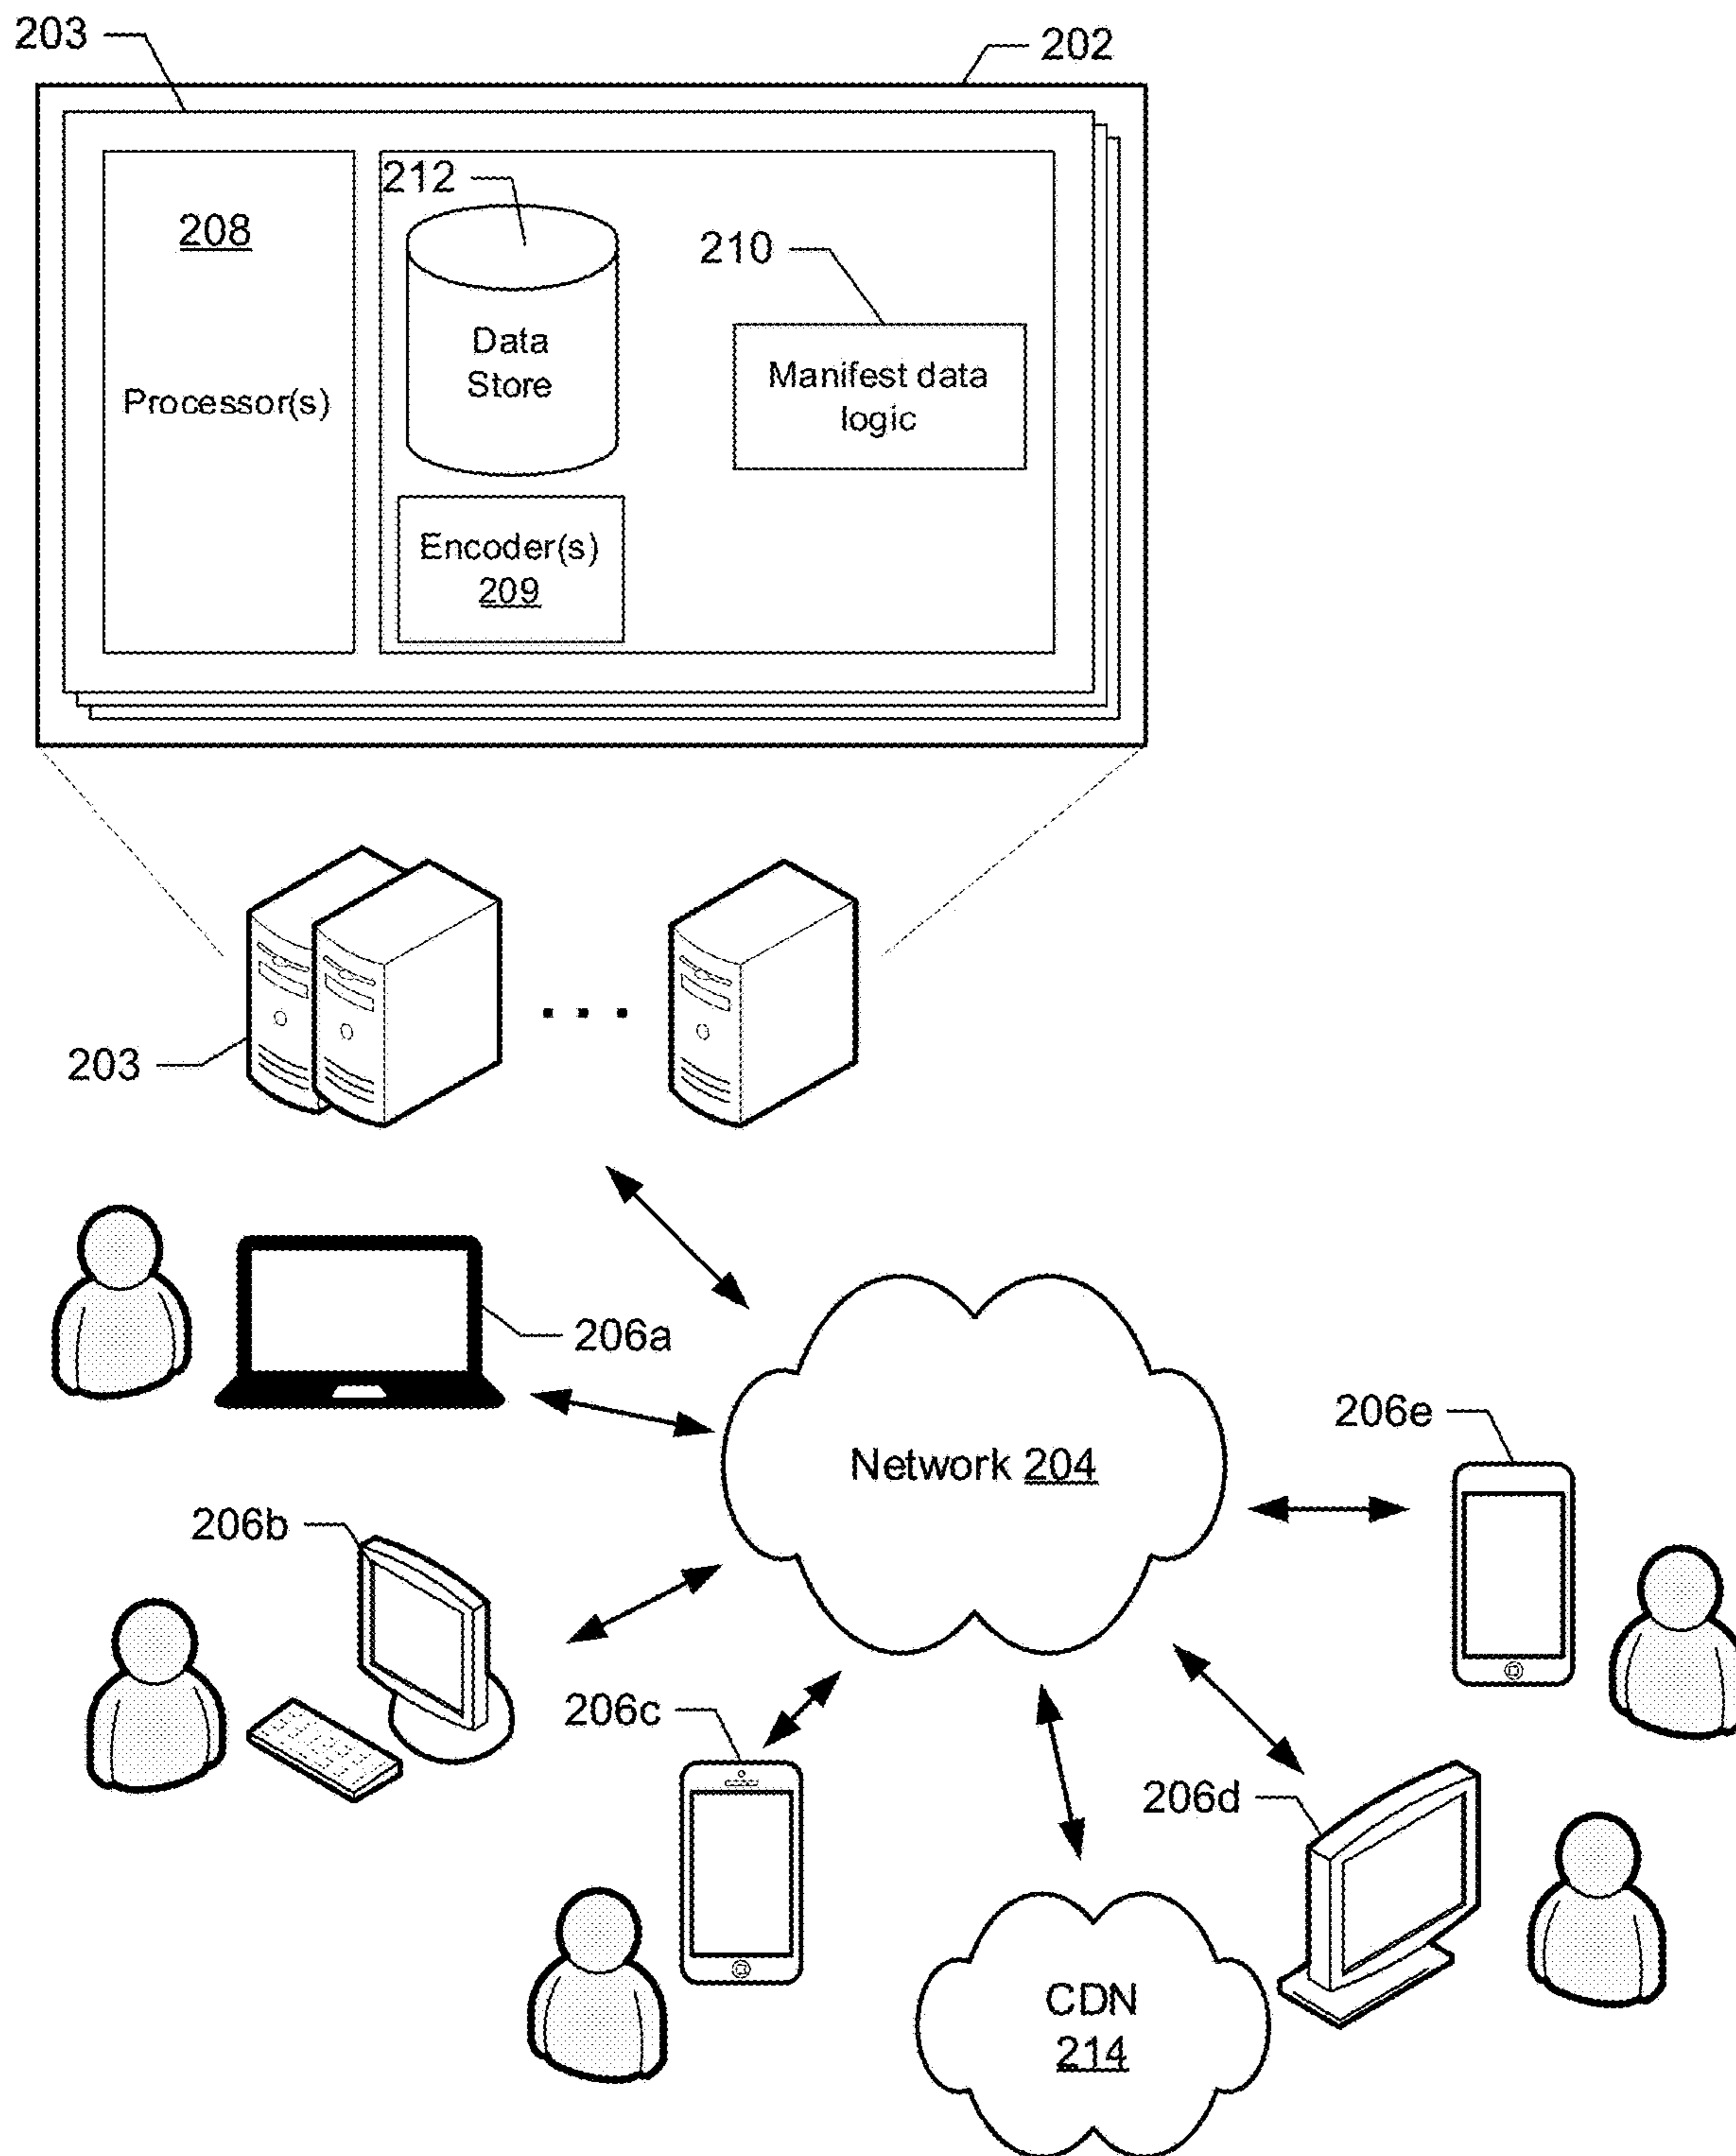 203
202
208
Processor(s)
212
Data
Store
210
Manifest data
logic
Encoder(s)
209
203
206a
Network 204
206e
206b
206c
206d
CDN
214